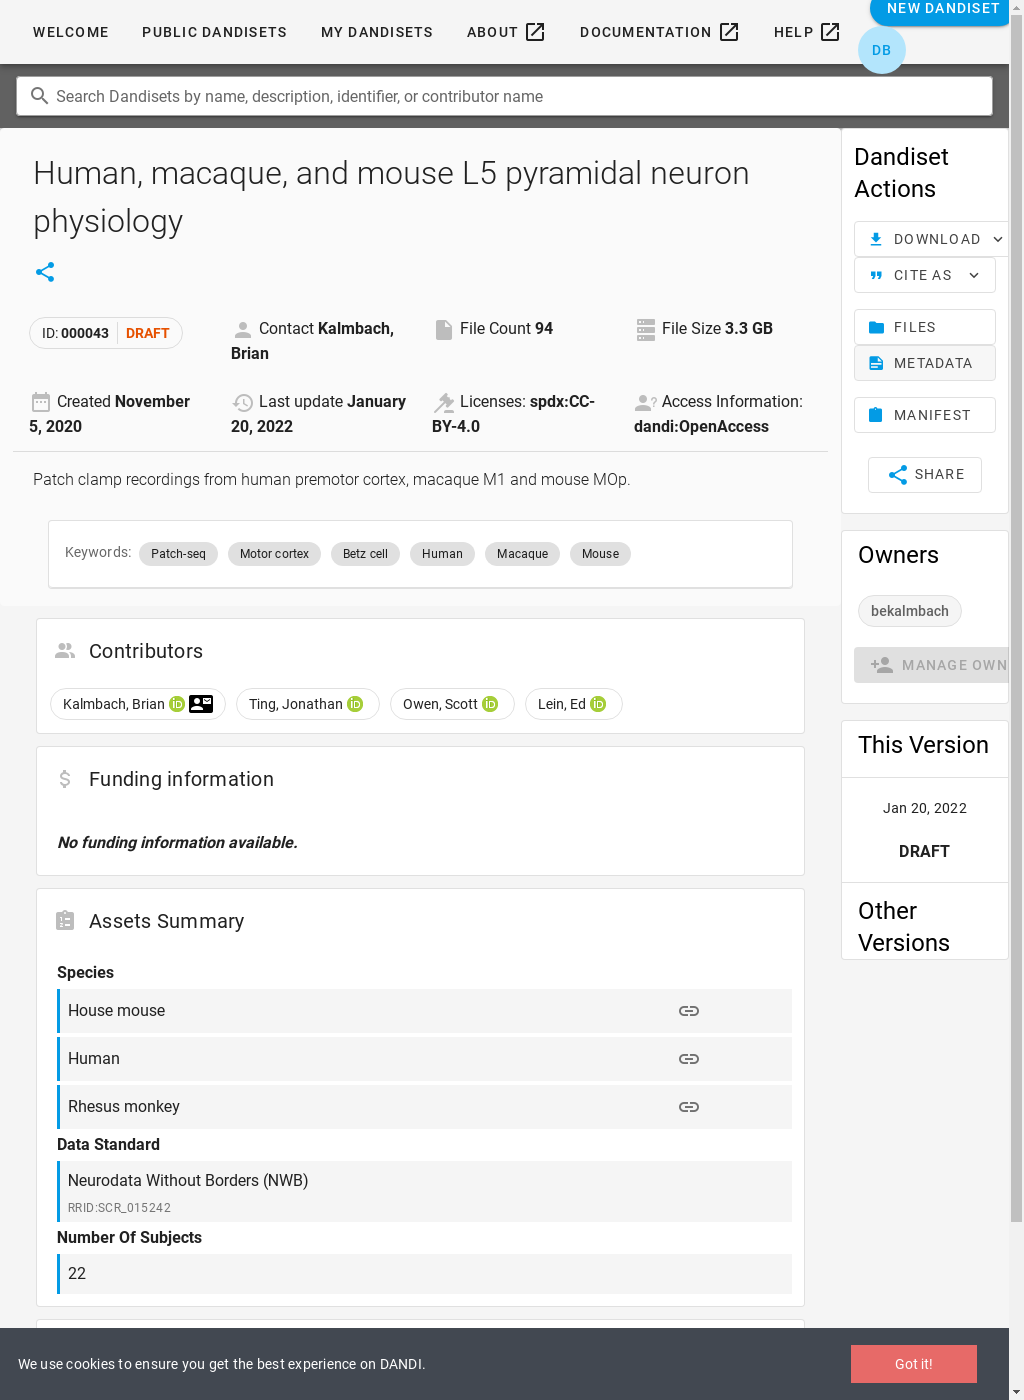 WELCOME PUBLIC DANDISETS MY DANDISETS ABOUT DOCUMENTATION HELP NEW DANDISET
DB
Search Dandisets by name, description, identifier, or contributor name
Human, macaque, and mouse L5 pyramidal neuron
physiology
ID: 000043 DRAFT
Contact Kalmbach,
Brian
File Count 94
File Size 3.3 GB
Created November
5, 2020
Last update January
20, 2022
Licenses: spdx:CC-
BY-4.0
Access Information:
dandi:OpenAccess
Patch clamp recordings from human premotor cortex, macaque M1 and mouse MOp.
Keywords: Patch-seq Motor cortex Betz cell Human Macaque Mouse
Contributors
Kalmbach, Brian iD Ting, Jonathan iD Owen, Scott iD Lein, Ed iD
Funding information
No funding information available.
Assets Summary
Species
House mouse
Human
Rhesus monkey
Data Standard
Neurodata Without Borders (NWB)
RRID:SCR_015242
Number Of Subjects
22
Dandiset
Actions
DOWNLOAD
CITE AS
FILES
METADATA
MANIFEST
SHARE
Owners
bekalmbach
MANAGE OWN
This Version
Jan 20, 2022
DRAFT
Other
Versions
We use cookies to ensure you get the best experience on DANDI.
Got it!